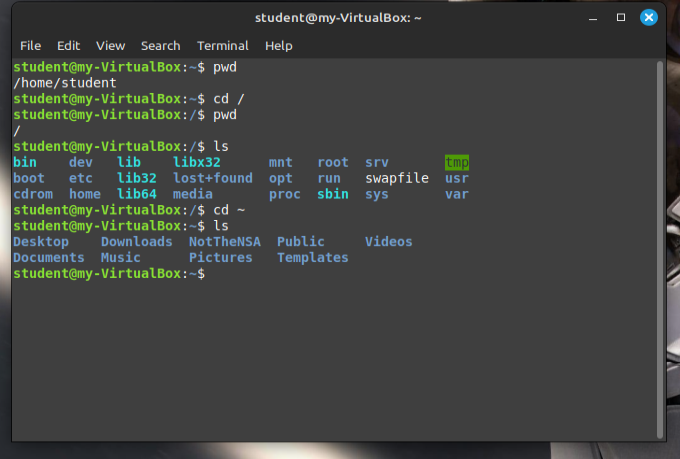 student@my-VirtualBox: ~
File Edit View Search Terminal Help
student@my-VirtualBox:~$ pwd
/home/student
student@my-VirtualBox:~$ cd /
student@my-VirtualBox:/$ pwd
/
student@my-VirtualBox:/$ ls
bin    dev   lib    libx32      mnt   root  srv       tmp
boot   etc   lib32  lost+found  opt   run   swapfile  usr
cdrom  home  lib64  media       proc  sbin  sys       var
student@my-VirtualBox:/$ cd ~
student@my-VirtualBox:~$ ls
Desktop    Downloads  NotTheNSA  Public     Videos
Documents  Music      Pictures   Templates
student@my-VirtualBox:~$